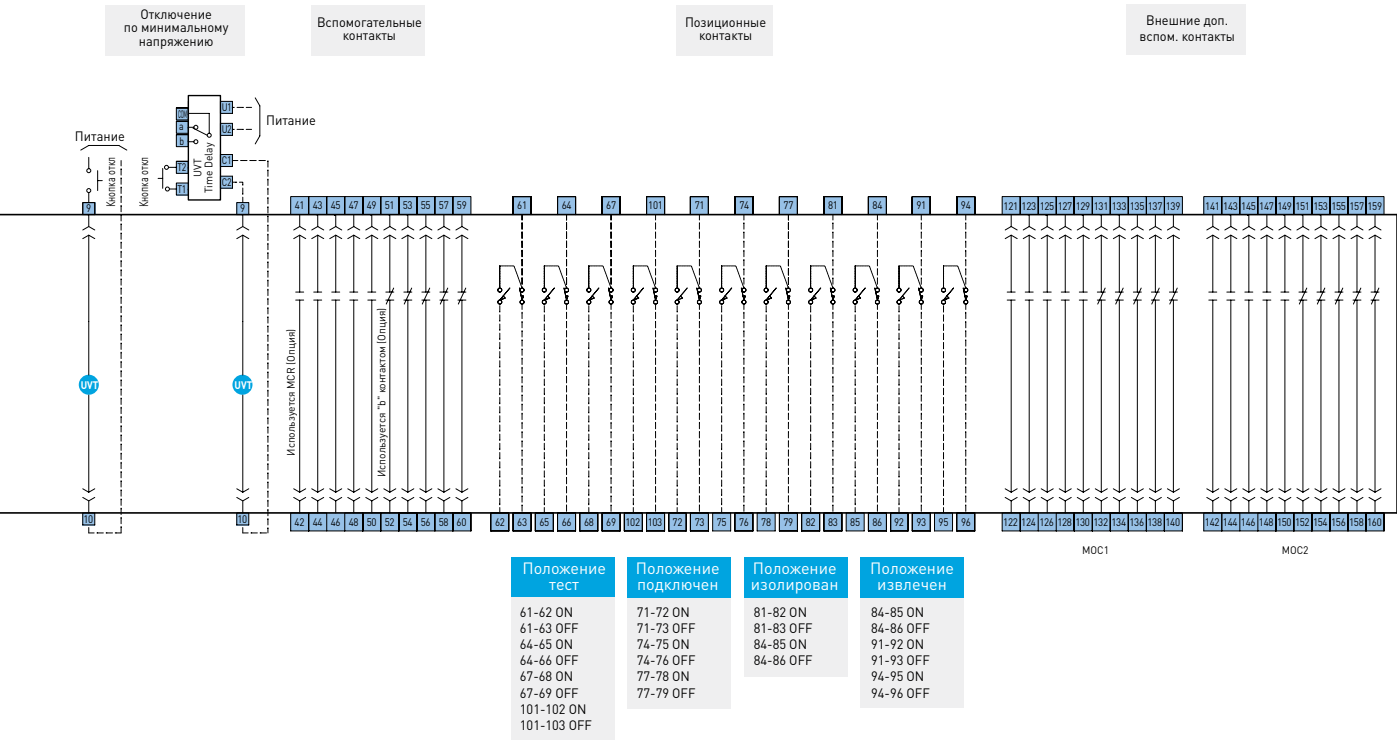 Отключение
по минимальному
напряжению
Вспомогательные
контакты
Позиционные
контакты
Внешние доп.
вспом. контакты
Питание
Кнопка откл
Кнопка откл
COM
a
b
T2
T1
UVT
Time Delay
U1
U2
C1
C2
Питание
9
9
41 43 45 47 49 51 53 55 57 59
61 64 67 101 71 74 77 81 84 91 94
121 123 125 127 129 131 133 135 137 139
141 143 145 147 149 151 153 155 157 159
UVT
UVT
Используется MCR (Опция)
Используется "b" контактом (Опция)
10
10
42 44 46 48 50 52 54 56 58 60
62 63 65 66 68 69 102 103 72 73 75 76 78 79 82 83 85 86 92 93 95 96
122 124 126 128 130 132 134 136 138 140
142 144 146 148 150 152 154 156 158 160
MOC1
MOC2
Положение
тест
61-62 ON
61-63 OFF
64-65 ON
64-66 OFF
67-68 ON
67-69 OFF
101-102 ON
101-103 OFF
Положение
подключен
71-72 ON
71-73 OFF
74-75 ON
74-76 OFF
77-78 ON
77-79 OFF
Положение
изолирован
81-82 ON
81-83 OFF
84-85 ON
84-86 OFF
Положение
извлечен
84-85 ON
84-86 OFF
91-92 ON
91-93 OFF
94-95 ON
94-96 OFF